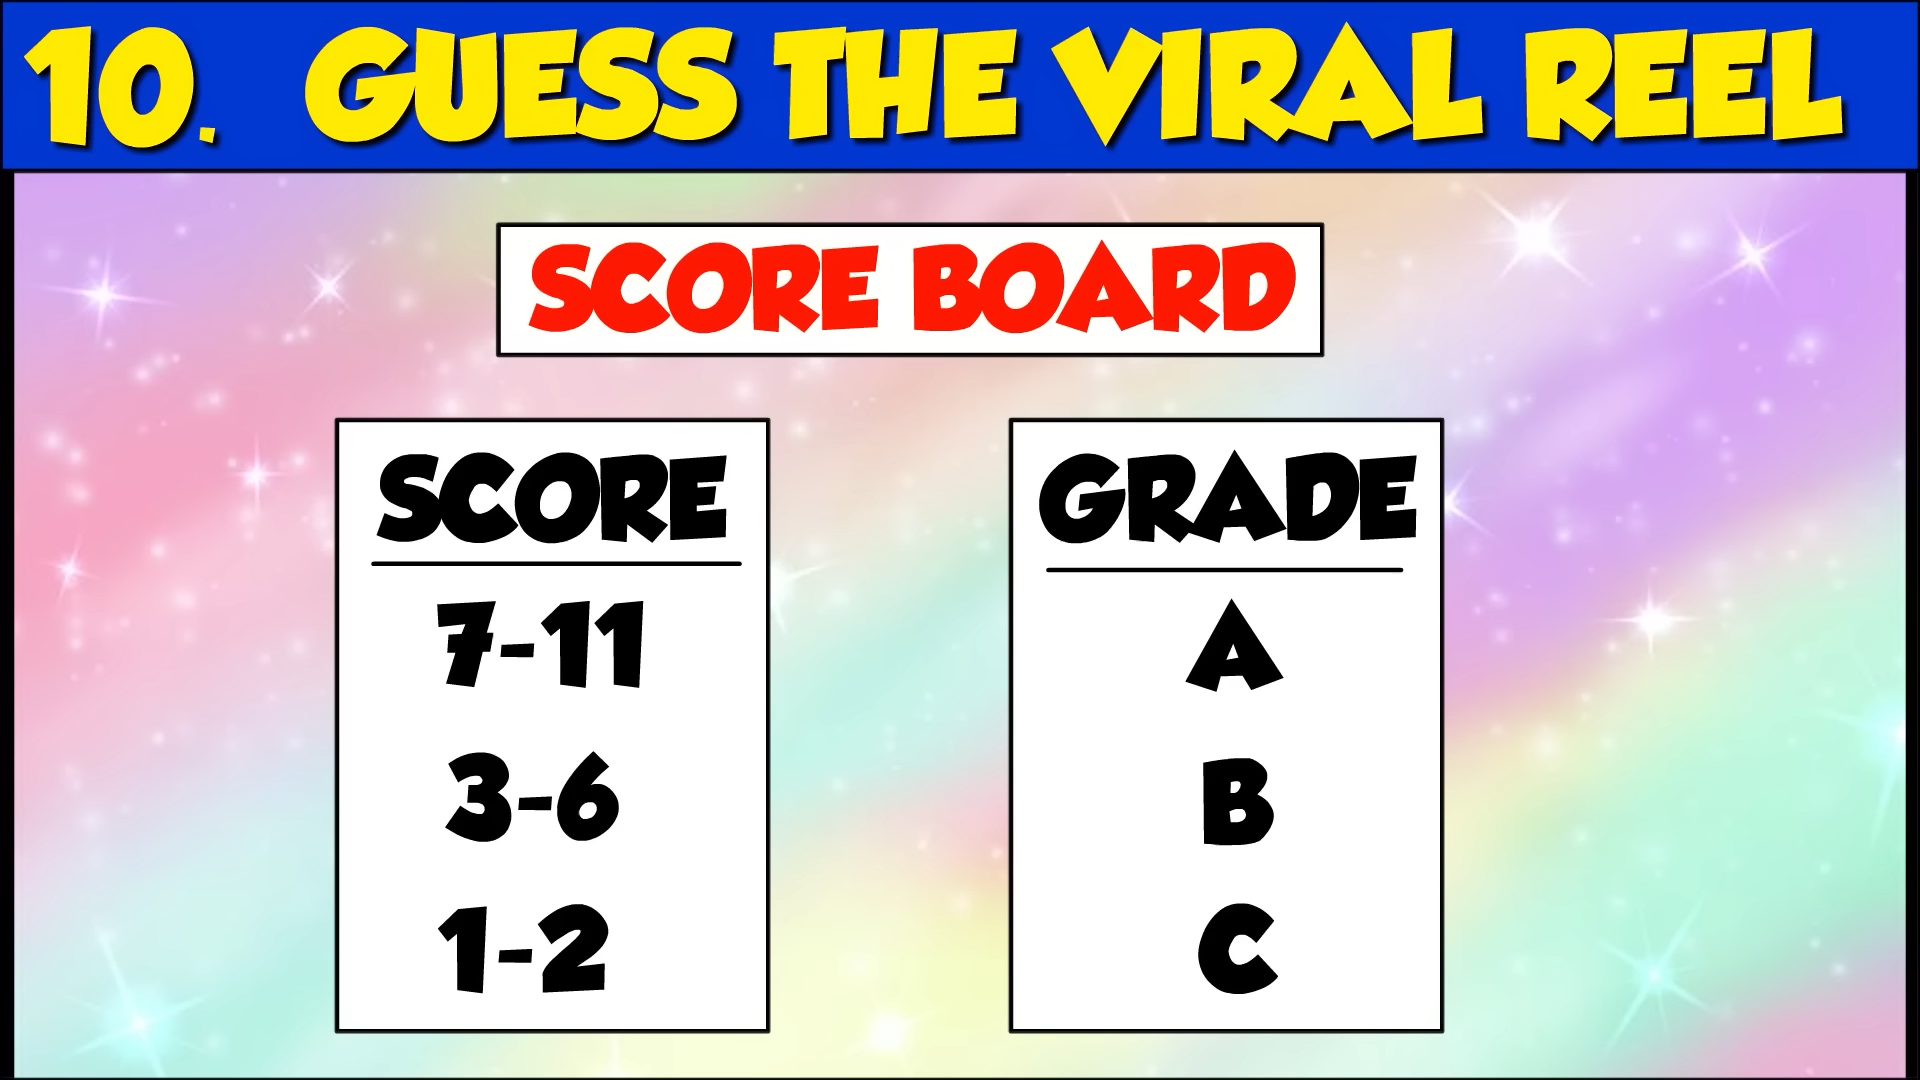 10. GUESS THE VIRAL REEL
SCORE BOARD
SCORE
7-11
3-6
1-2
GRADE
A
B
C